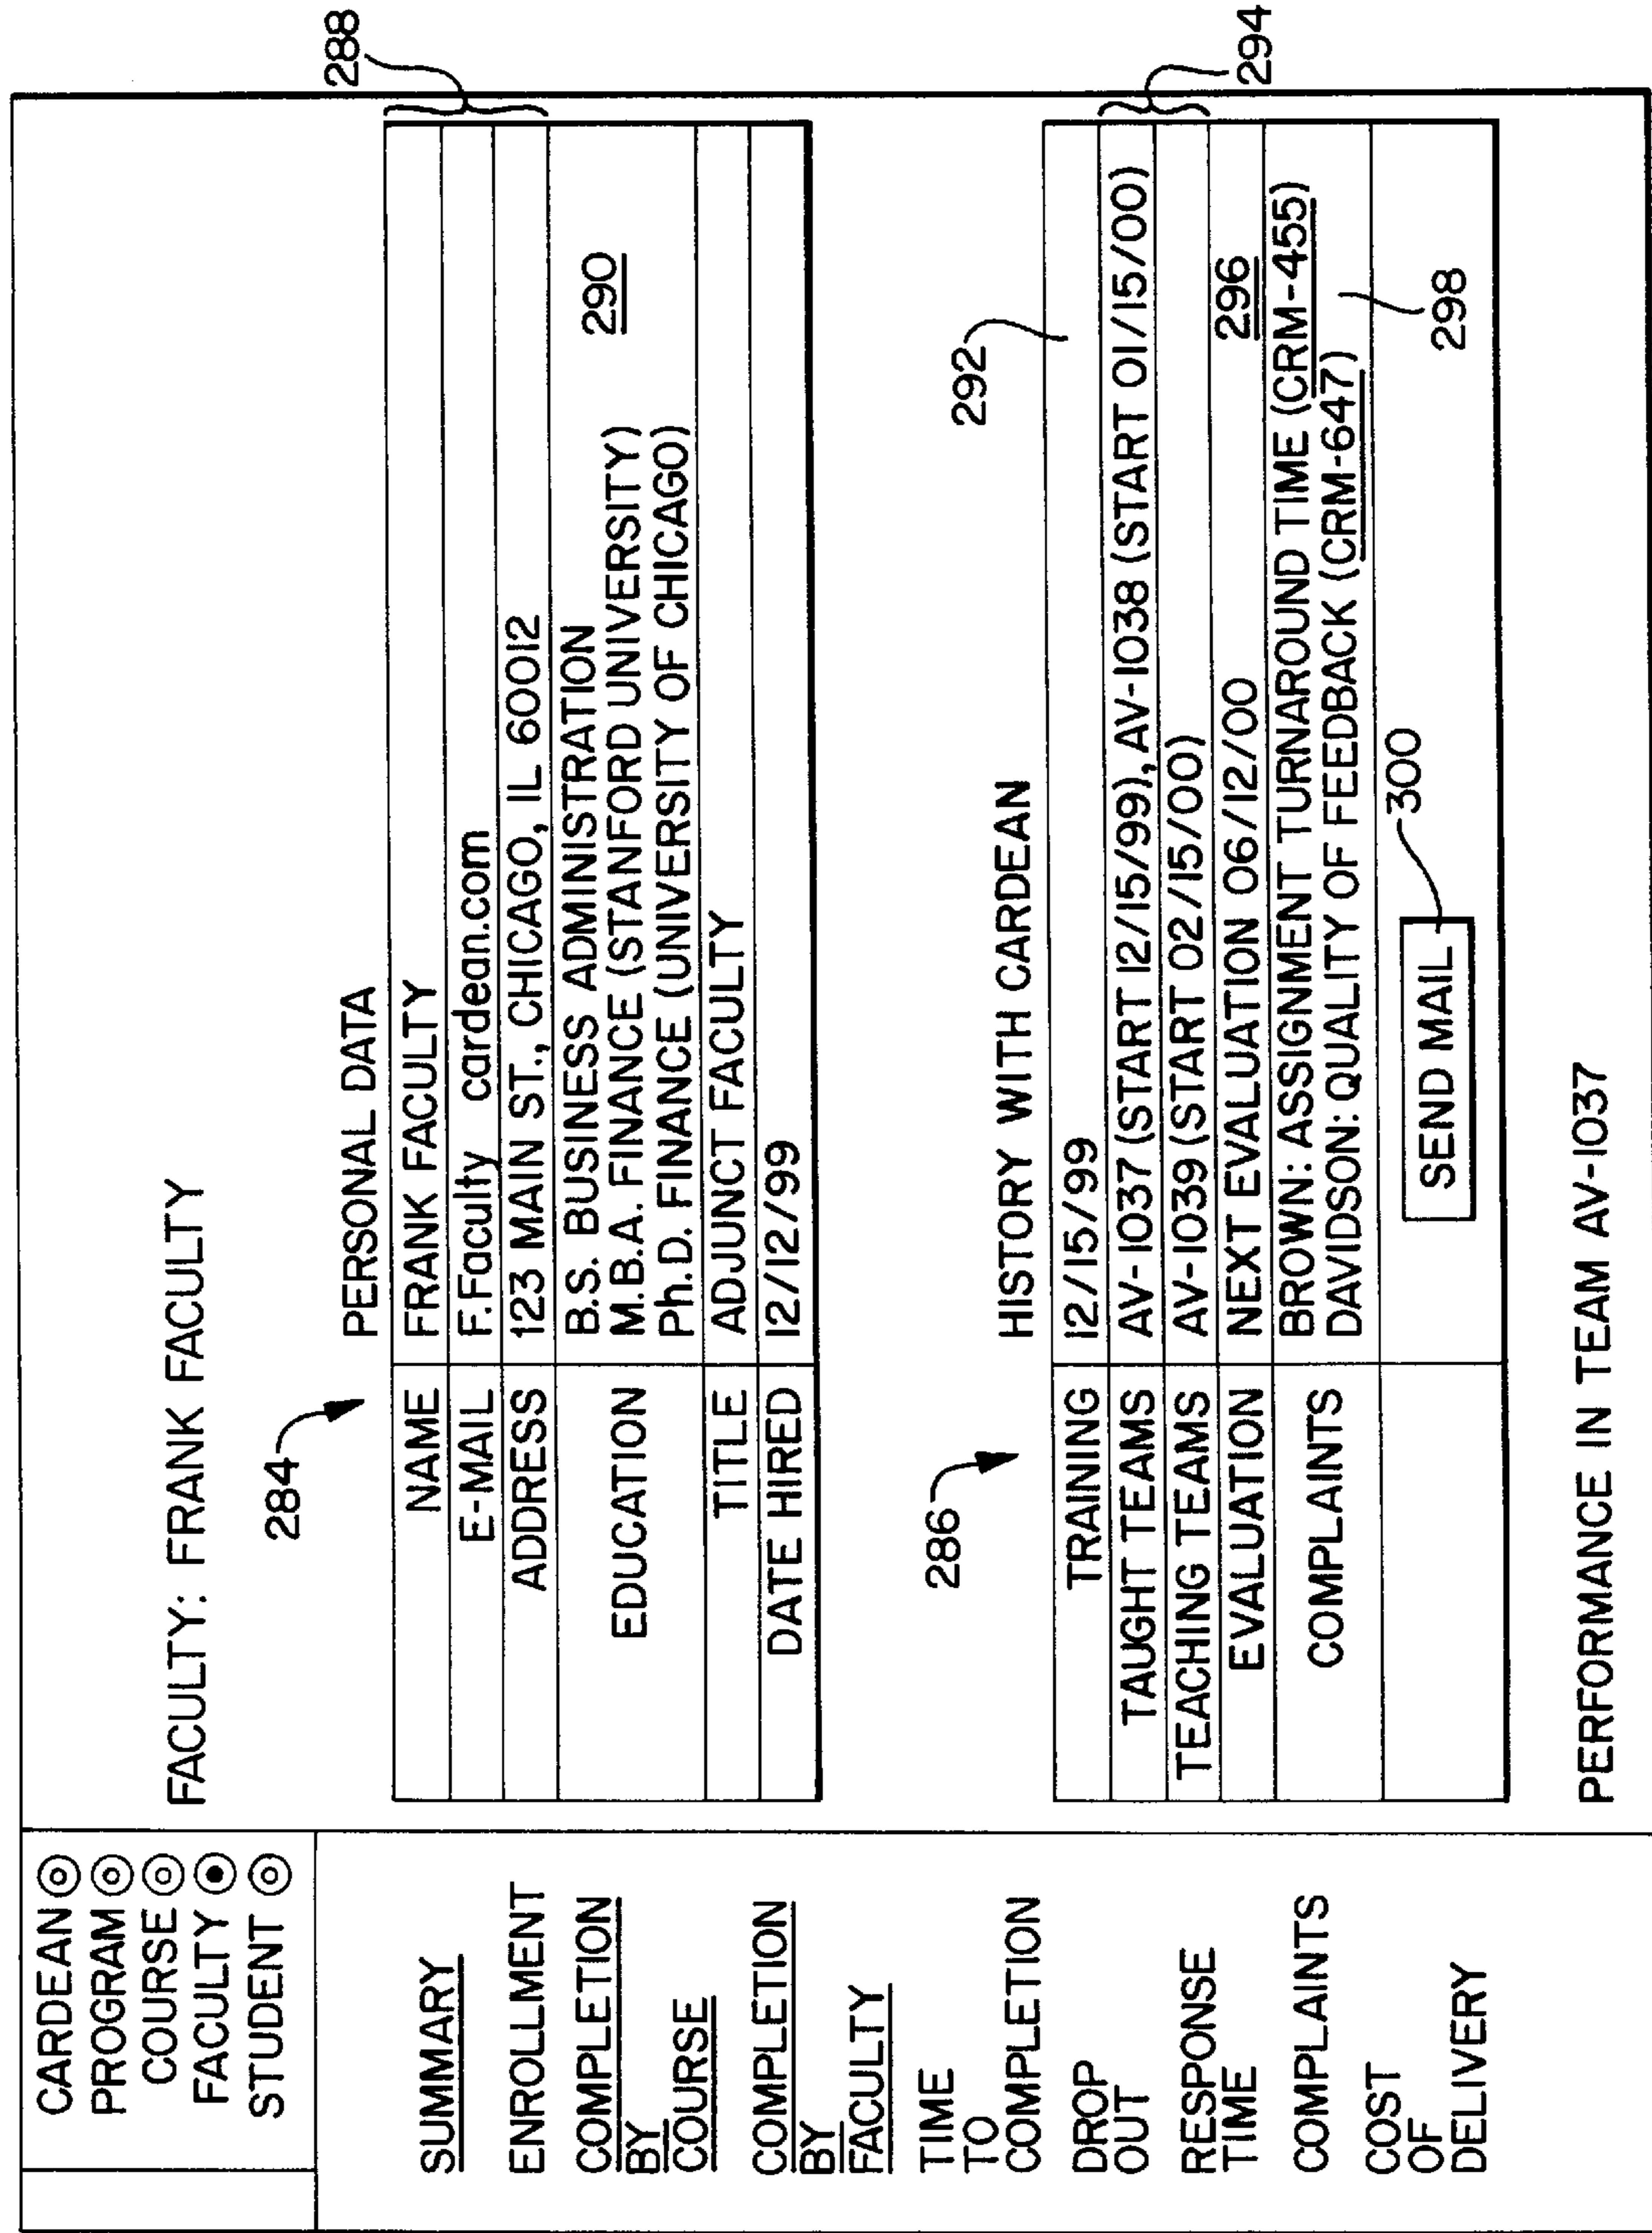 CARDEAN
PROGRAM
COURSE
FACULTY
STUDENT
SUMMARY
ENROLLMENT
COMPLETION
BY
COURSE
COMPLETION
BY
FACULTY
TIME
TO
COMPLETION
DROP
OUT
RESPONSE
TIME
COMPLAINTS
COST
OF
DELIVERY
FACULTY: FRANK FACULTY
284
PERSONAL DATA
288
NAME FRANK FACULTY
E-MAIL F.Faculty cardean.com
ADDRESS 123 MAIN ST., CHICAGO, IL 60012
EDUCATION B.S. BUSINESS ADMINISTRATION
M.B.A. FINANCE (STANFORD UNIVERSITY)
Ph.D. FINANCE (UNIVERSITY OF CHICAGO)
290
TITLE ADJUNCT FACULTY
DATE HIRED 12/12/99
286
HISTORY WITH CARDEAN
292
TRAINING 12/15/99
TAUGHT TEAMS AV-1037 (START 12/15/99), AV-1038 (START 01/15/00)
TEACHING TEAMS AV-1039 (START 02/15/00)
294
EVALUATION NEXT EVALUATION 06/12/00 296
COMPLAINTS BROWN: ASSIGNMENT TURNAROUND TIME (CRM-455)
DAVIDSON: QUALITY OF FEEDBACK (CRM-647)
298
SEND MAIL 300
PERFORMANCE IN TEAM AV-1037